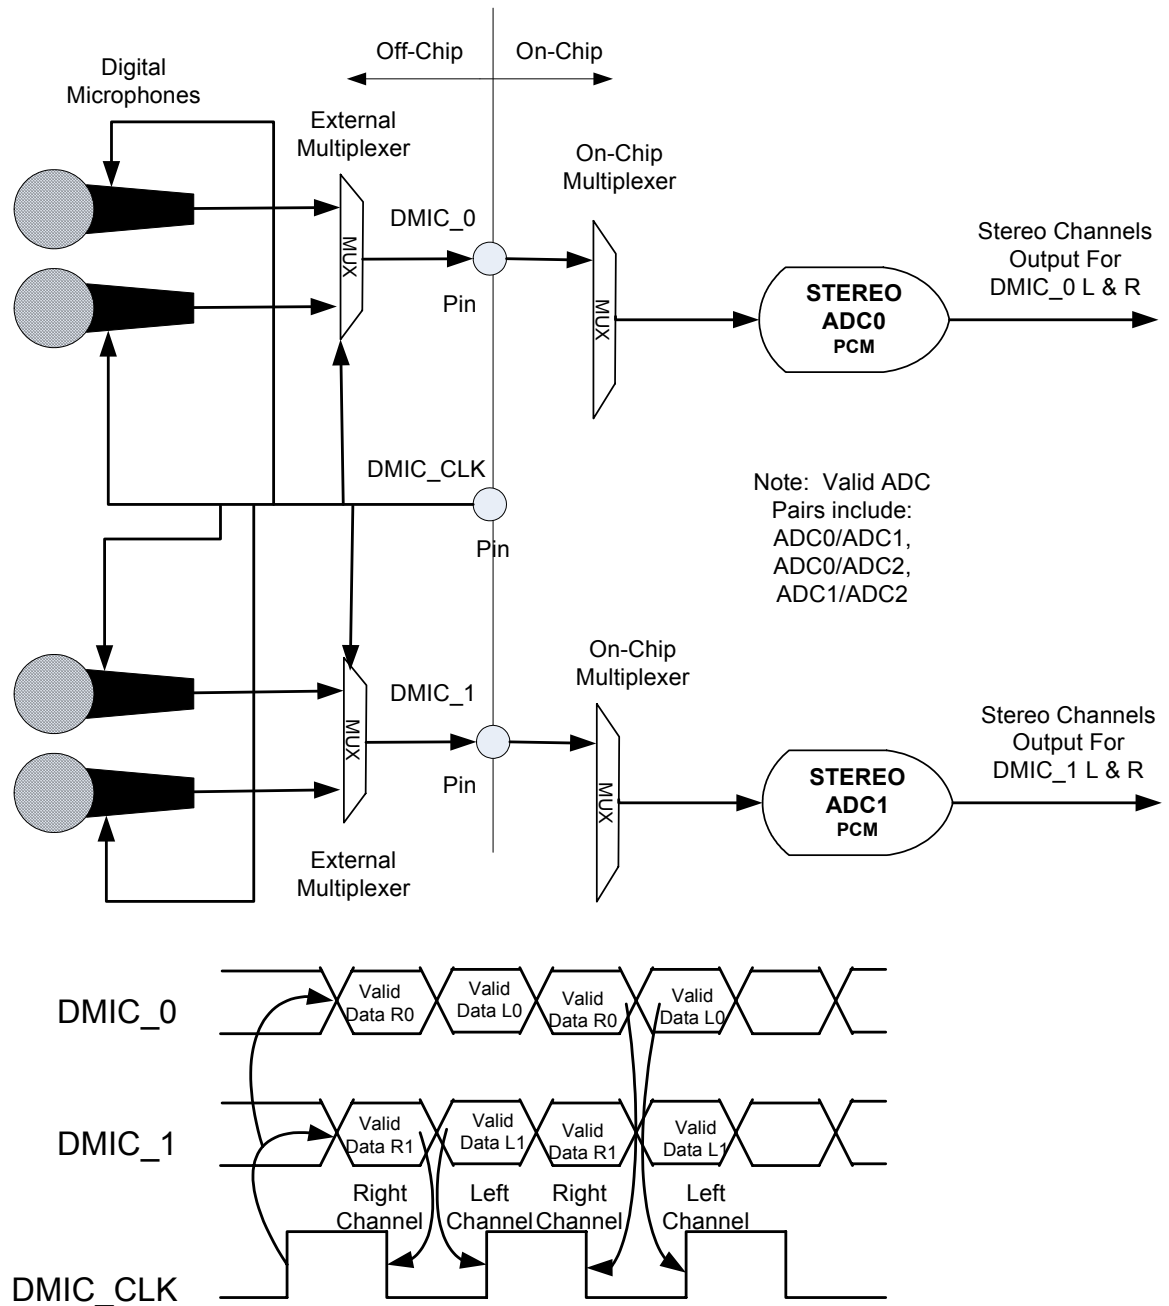 Off-Chip
On-Chip
Digital
Microphones
External
Multiplexer
On-Chip
Multiplexer
DMIC_0
MUX
Pin
MUX
STEREO
ADC0
PCM
Stereo Channels
Output For
DMIC_0 L & R
DMIC_CLK
Pin
Note: Valid ADC
Pairs include:
ADC0/ADC1,
ADC0/ADC2,
ADC1/ADC2
On-Chip
Multiplexer
DMIC_1
MUX
Pin
MUX
STEREO
ADC1
PCM
Stereo Channels
Output For
DMIC_1 L & R
External
Multiplexer
DMIC_0
Valid
Data R0
Valid
Data L0
Valid
Data R0
Valid
Data L0
DMIC_1
Valid
Data R1
Valid
Data L1
Valid
Data R1
Valid
Data L1
Right
Channel
Left
Channel
Right
Channel
Left
Channel
DMIC_CLK